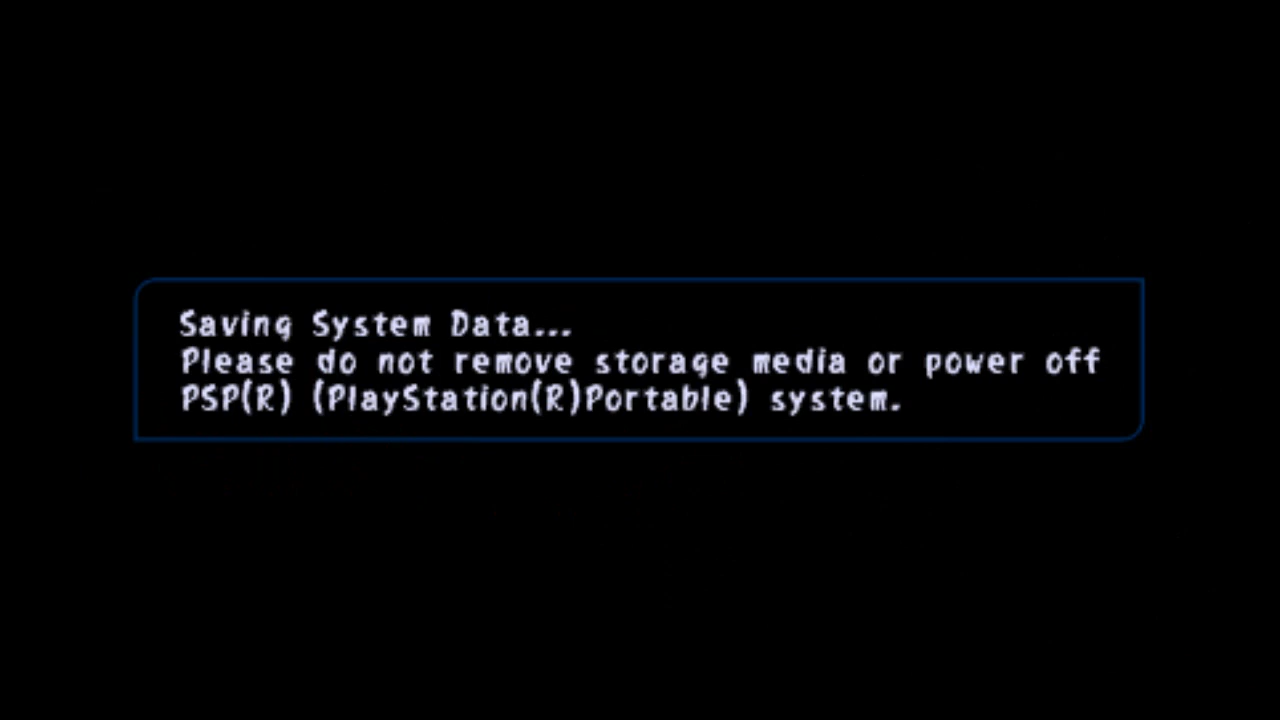 Saving System Data...
Please do not remove storage media or power off
PSP(R) (PlayStation(R)Portable) system.